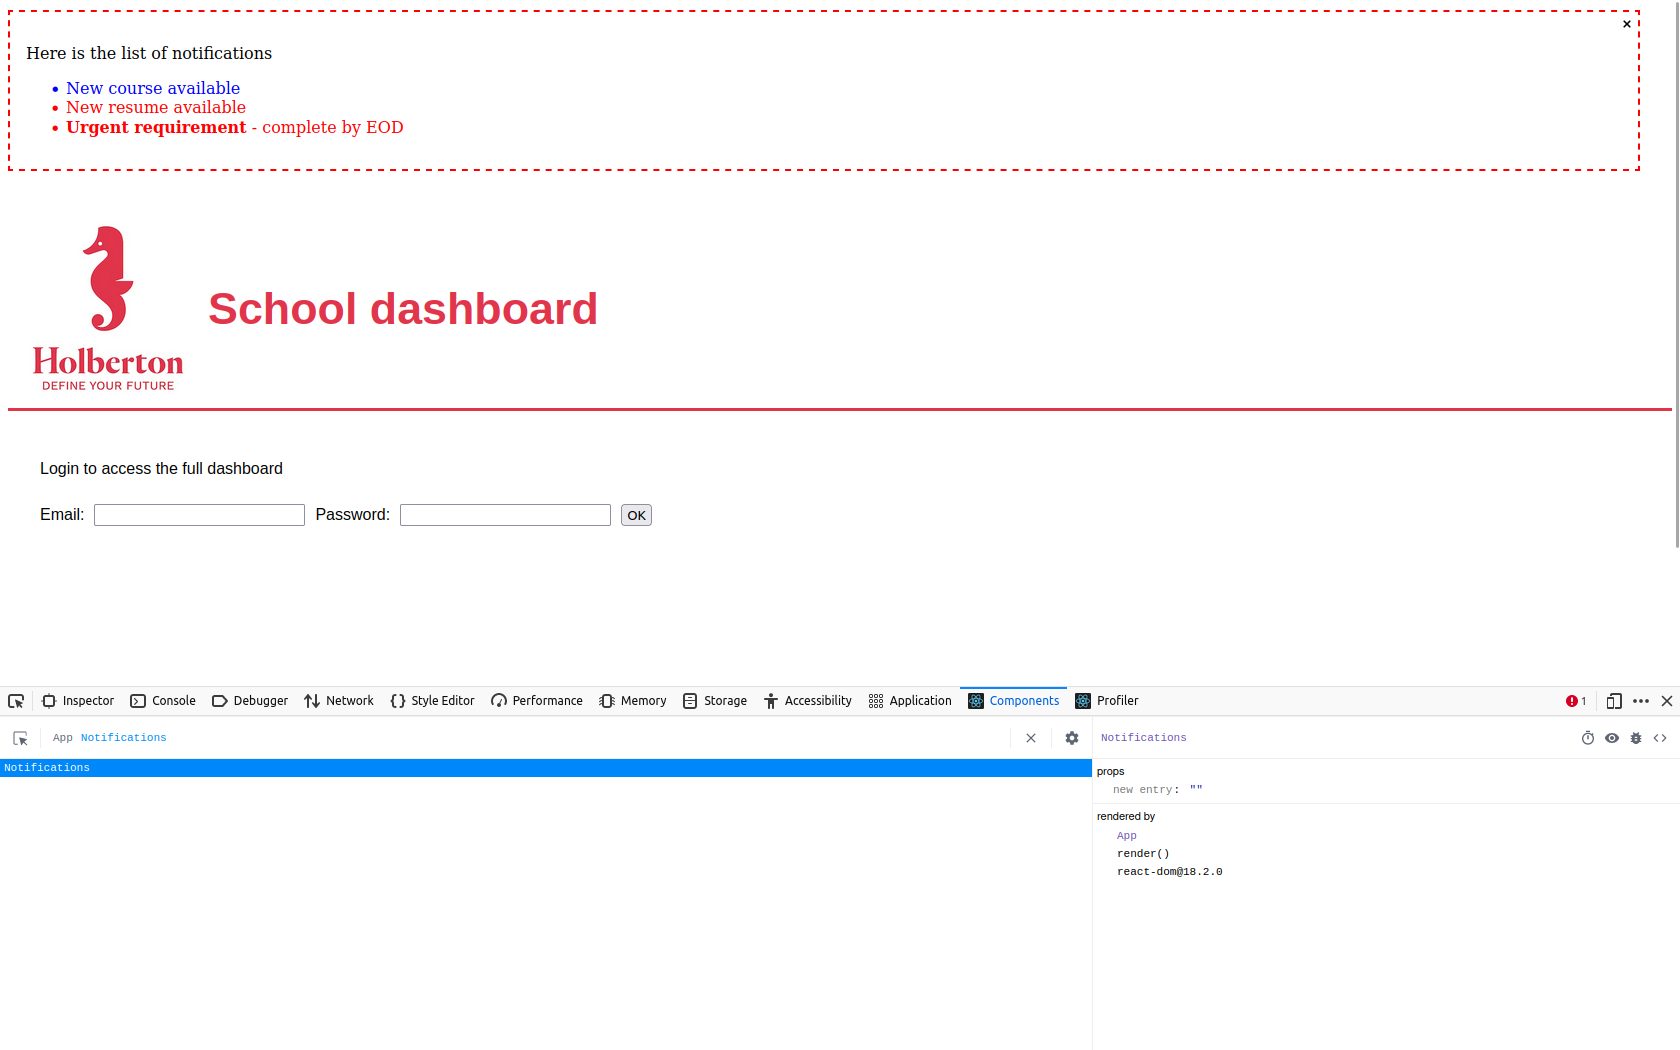 ×
Here is the list of notifications
• New course available
• New resume available
• Urgent requirement - complete by EOD
Holberton
DEFINE YOUR FUTURE
School dashboard
Login to access the full dashboard
Email: Password: OK
Inspector Console Debugger Network Style Editor Performance Memory Storage Accessibility Application Components Profiler 1
App Notifications
Notifications
Notifications
props
new entry: ""
rendered by
App
render()
react-dom@18.2.0